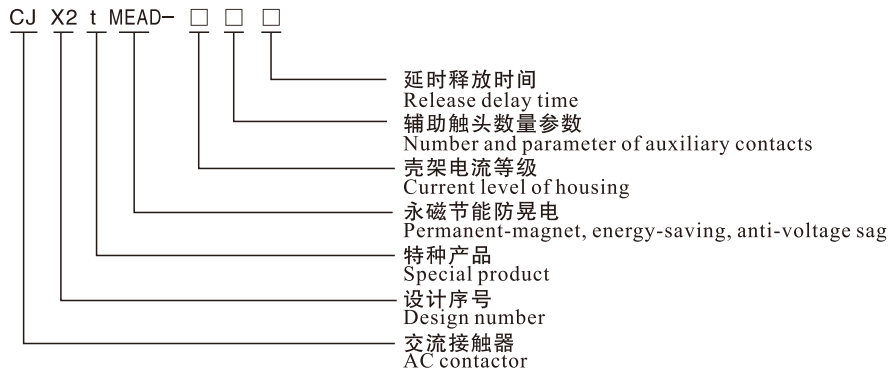 CJ X2 t MEAD-□ □ □
延时释放时间
Release delay time
辅助触头数量参数
Number and parameter of auxiliary contacts
壳架电流等级
Current level of housing
永磁节能防晃电
Permanent-magnet, energy-saving, anti-voltage sag
特种产品
Special product
设计序号
Design number
交流接触器
AC contactor